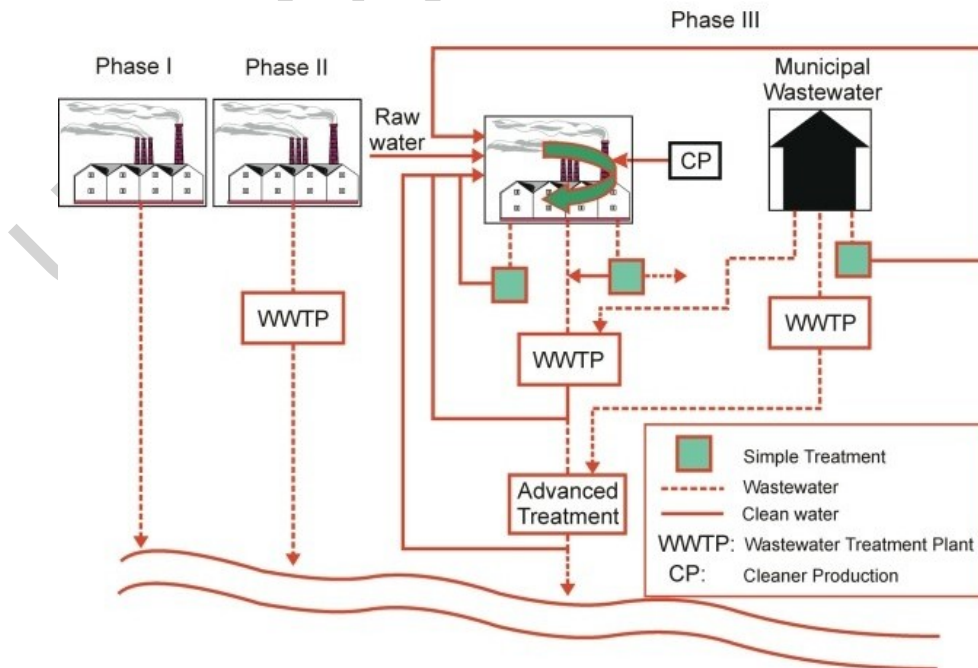 Phase III
Phase I
Phase II
Municipal
Wastewater
Raw
water
CP
WWTP
WWTP
WWTP
Advanced
Treatment
Simple Treatment
Wastewater
Clean water
WWTP: Wastewater Treatment Plant
CP: Cleaner Production